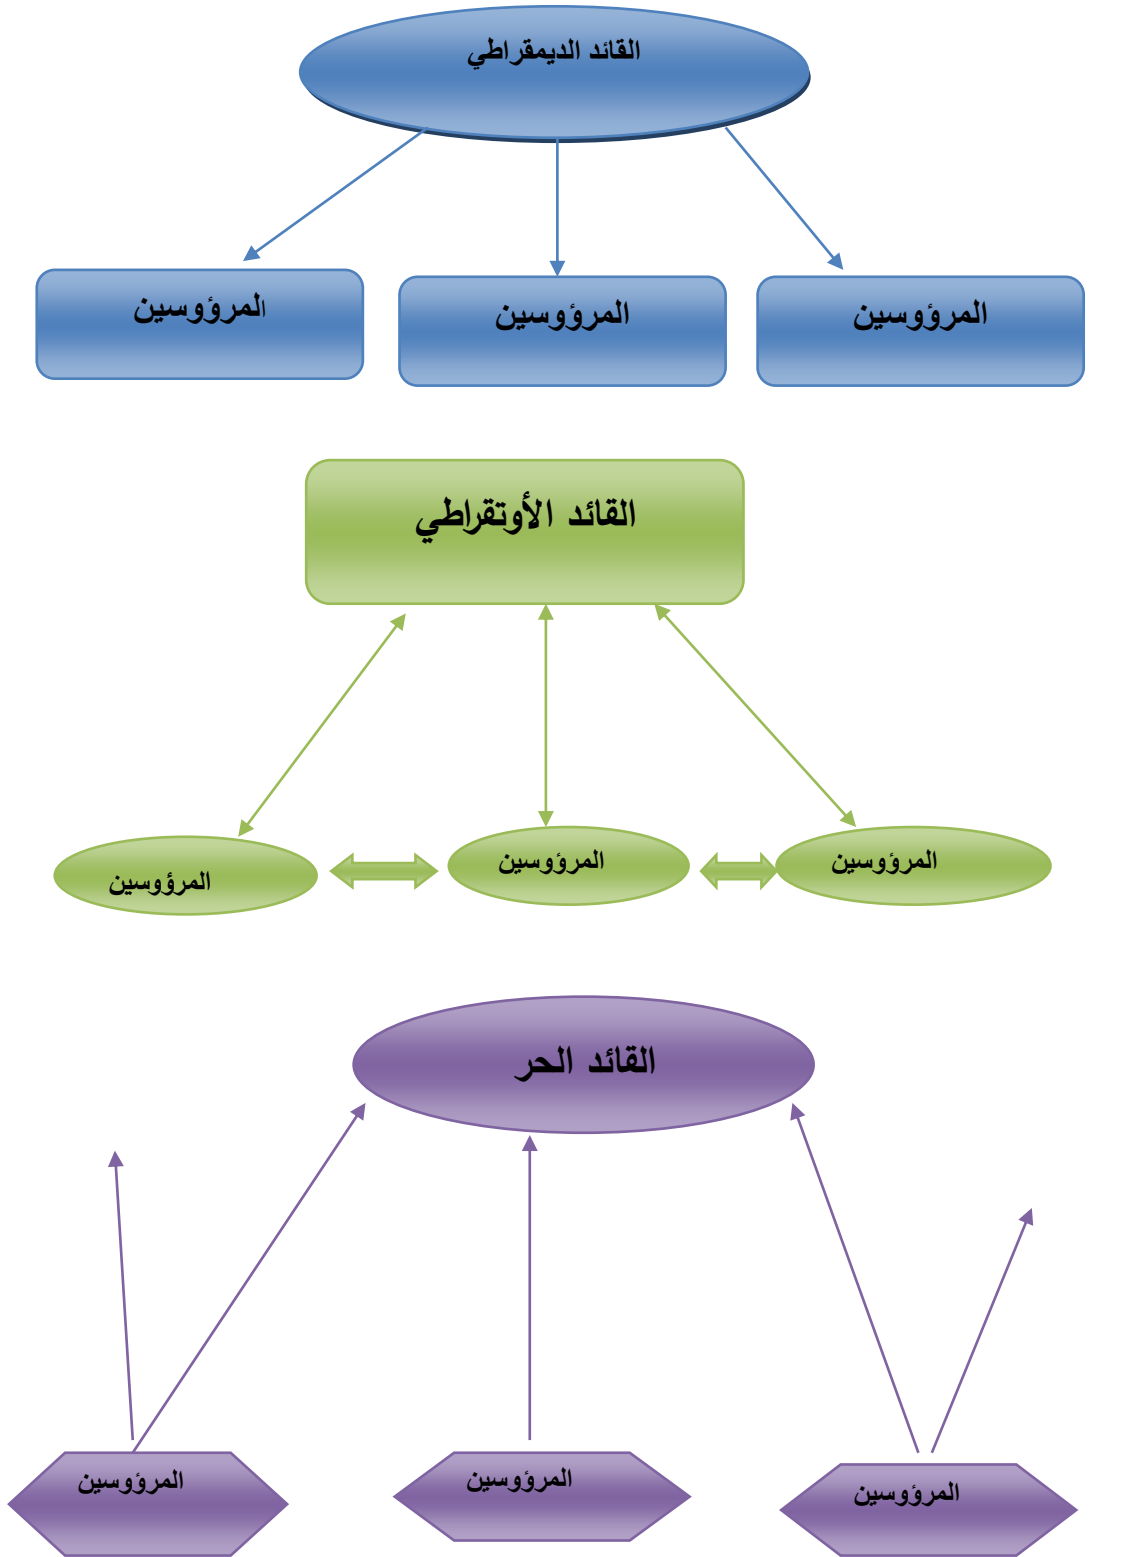 القائد الديمقراطي
المرؤوسين
المرؤوسين
المرؤوسين
القائد الأوتقراطي
المرؤوسين
المرؤوسين
المرؤوسين
القائد الحر
المرؤوسين
المرؤوسين
المرؤوسين